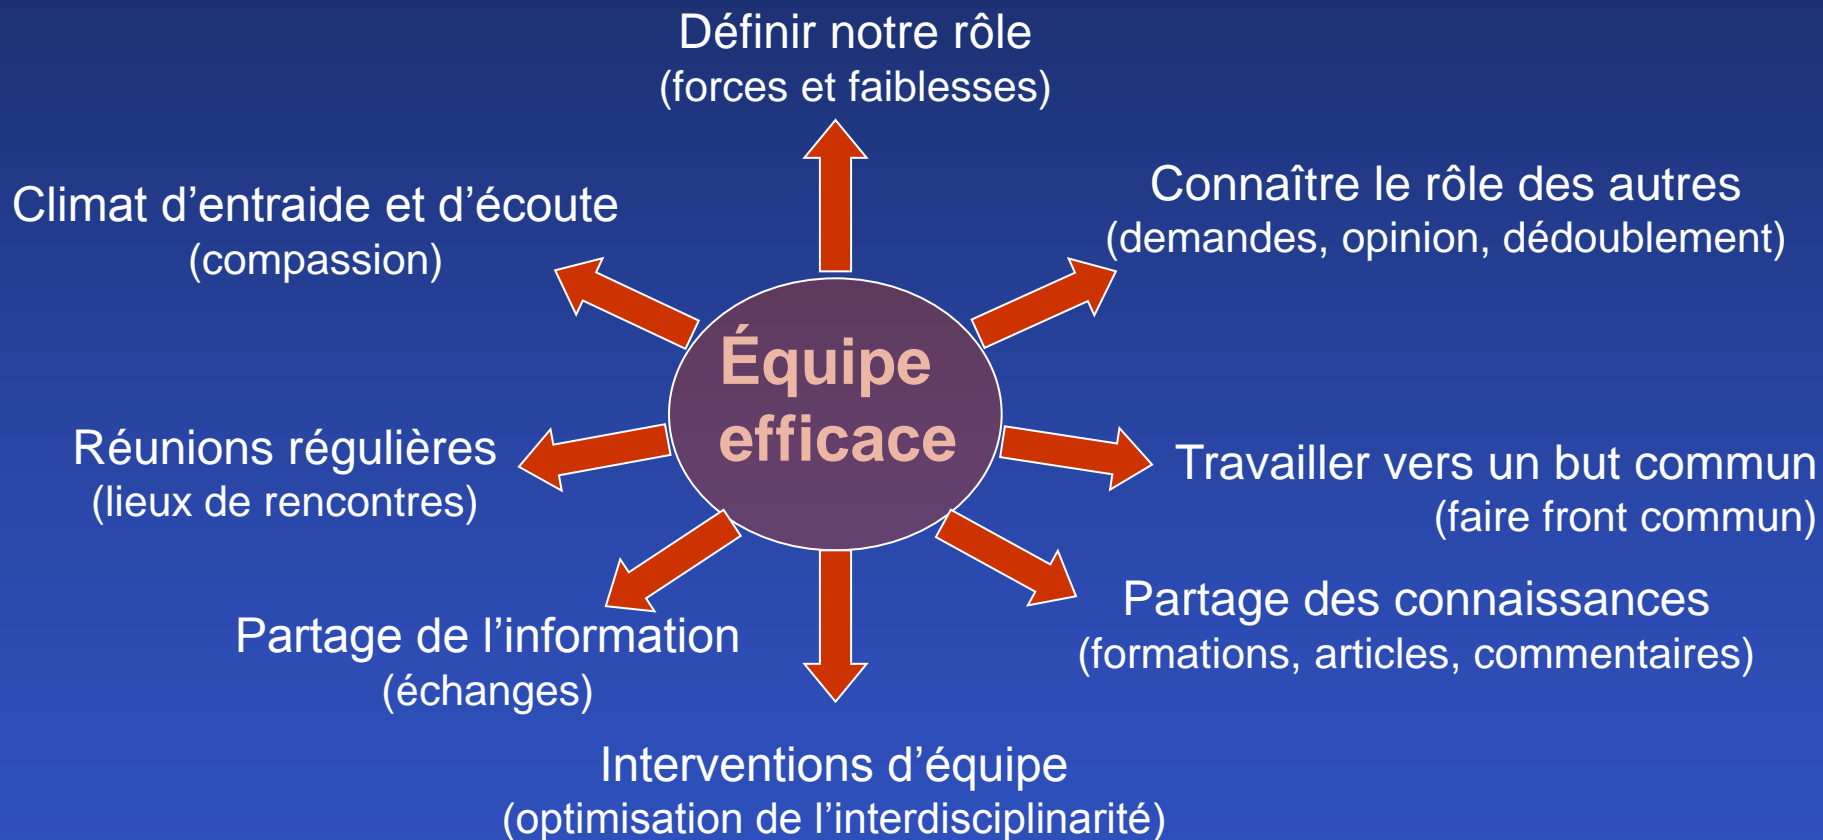 Définir notre rôle
(forces et faiblesses)
Climat d’entraide et d’écoute
(compassion)
Connaître le rôle des autres
(demandes, opinion, dédoublement)
Équipe
efficace
Réunions régulières
(lieux de rencontres)
Travailler vers un but commun
(faire front commun)
Partage de l’information
(échanges)
Partage des connaissances
(formations, articles, commentaires)
Interventions d’équipe
(optimisation de l’interdisciplinarité)